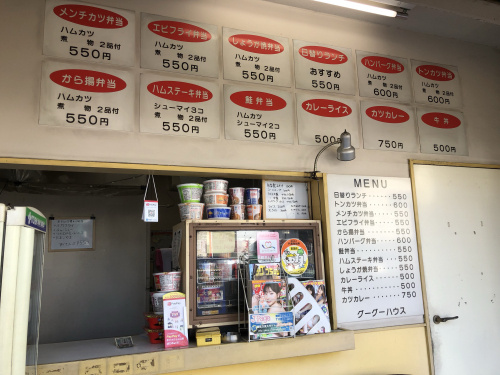 メンチカツ弁当
ハムカツ
煮 物 2品付
550円
エビフライ弁当
ハムカツ
煮 物 2品付
550円
しょうが焼弁当
550円
日替りランチ
おすすめ
550円
ハンバーグ弁当
ハムカツ
煮 物 2品付
600円
トンカツ弁当
ハムカツ
煮 物 2品付
600円
から揚弁当
ハムカツ
煮 物 2品付
550円
ハムステーキ弁当
シューマイ3コ
550円
鮭弁当
ハムカツ
シューマイ2コ
550円
カレーライス
500円
カツカレー
750円
牛丼
500円
MENU
日替りランチ・・・・・・・550
トンカツ弁当・・・・・・・600
メンチカツ弁当・・・・・550
エビフライ弁当・・・・・550
から揚弁当・・・・・・・・550
ハンバーグ弁当・・・・・600
鮭弁当・・・・・・・・・・550
ハムステーキ弁当・・・550
しょうが焼弁当・・・・・550
カレーライス・・・・・・・500
牛丼・・・・・・・・・・・・500
カツカレー・・・・・・・・750
グーグーハウス